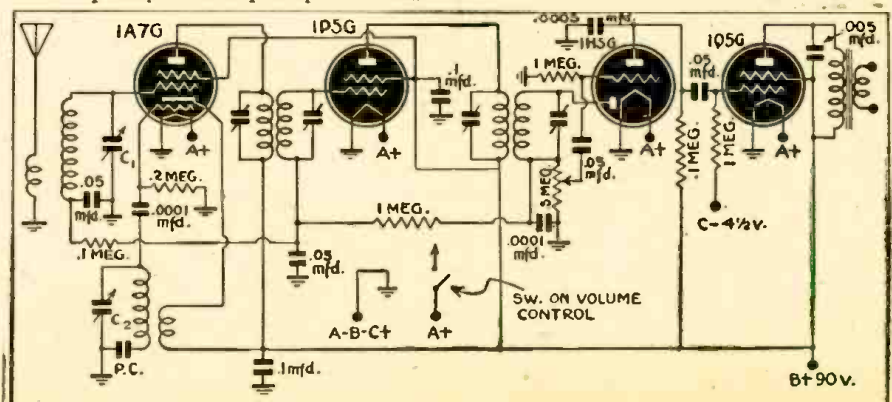 1A7G
1P5G
.0005 mfd.
1H5G
1Q5G
.005
mfd.
1 MEG.
.05
mfd.
.1
mfd.
A+
A+
A+
A+
C1
.2 MEG.
.05
mfd.
.0001
mfd.
.1 MEG.
1 MEG.
.05
mfd.
.5 MEG.
.05
mfd.
.0001
mfd.
.1 MEG.
1 MEG.
C-4½V.
C2
P.C.
.1mfd.
A-B-C+
A+
SW. ON VOLUME
CONTROL
B+90V.